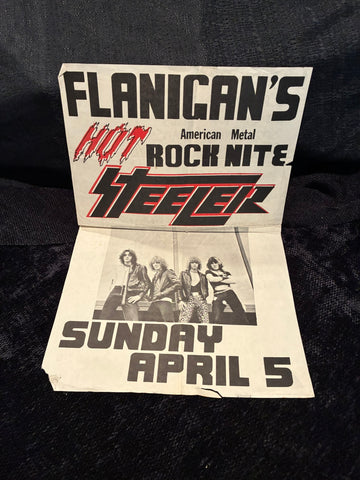 FLANIGAN'S
HOT
American Metal
ROCK NITE
STEELER
SUNDAY
APRIL 5